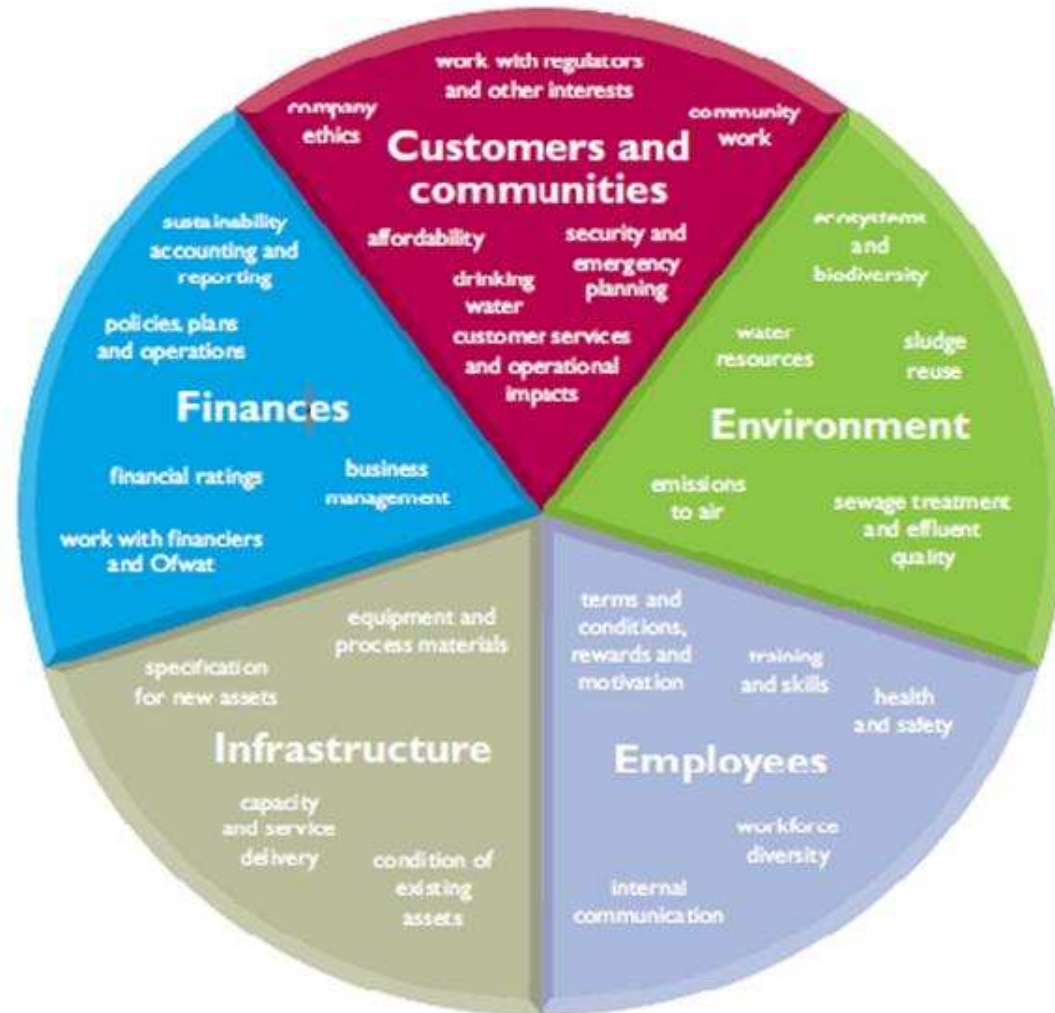 work with regulators
and other interests
company
ethics
community
work
Customers and
communities
affordability
security and
emergency
planning
drinking
water
customer services
and operational
impacts
ecosystems
and
biodiversity
water
resources
sludge
reuse
Environment
emissions
to air
sewage treatment
and effluent
quality
terms and
conditions,
rewards and
motivation
training
and skills
health
and safety
Employees
workforce
diversity
internal
communication
equipment and
process materials
specification
for new assets
Infrastructure
capacity
and service
delivery
condition of
existing
assets
sustainability
accounting and
reporting
policies, plans
and operations
Finances
financial ratings
business
management
work with financiers
and Ofwat